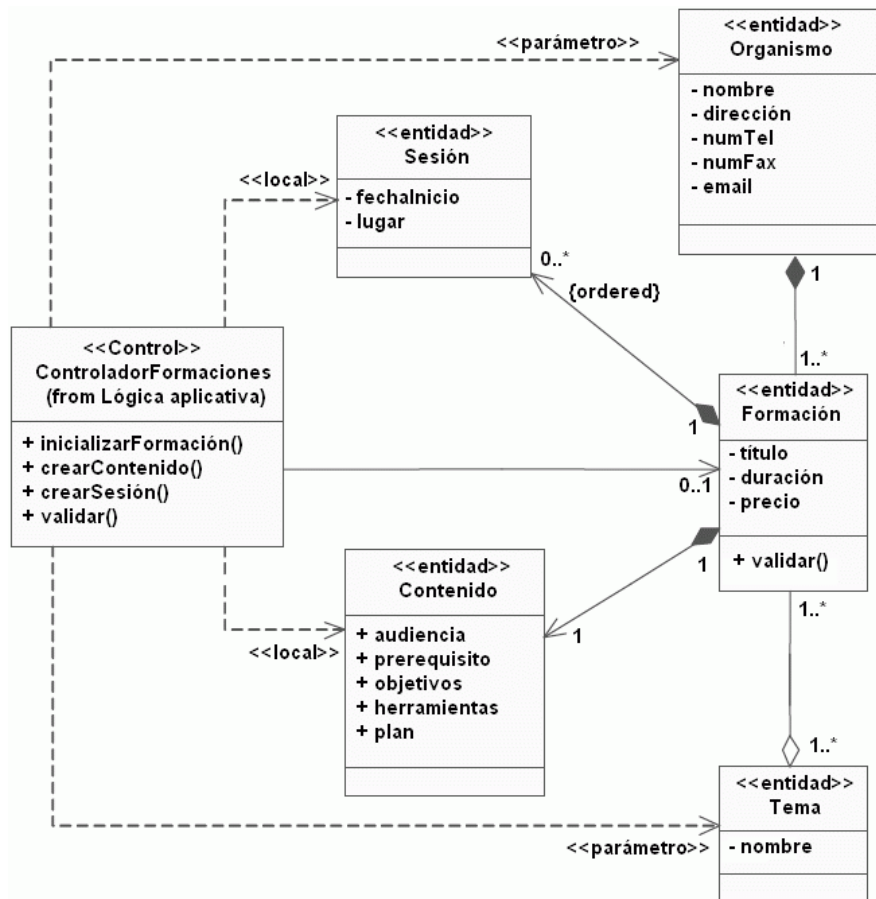 <<entidad>>
Organismo
- nombre
- dirección
- numTel
- numFax
- email
<<parámetro>>
<<entidad>>
Sesión
- fechaInicio
- lugar
<<local>>
0..*
{ordered}
1
1
1..*
<<Control>>
ControladorFormaciones
(from Lógica aplicativa)
+ inicializarFormación()
+ crearContenido()
+ crearSesión()
+ validar()
<<entidad>>
Formación
- título
- duración
- precio
+ validar()
0..1
1
1
<<entidad>>
Contenido
+ audiencia
+ prerequisito
+ objetivos
+ herramientas
+ plan
<<local>>
1..*
1..*
<<entidad>>
Tema
- nombre
<<parámetro>>